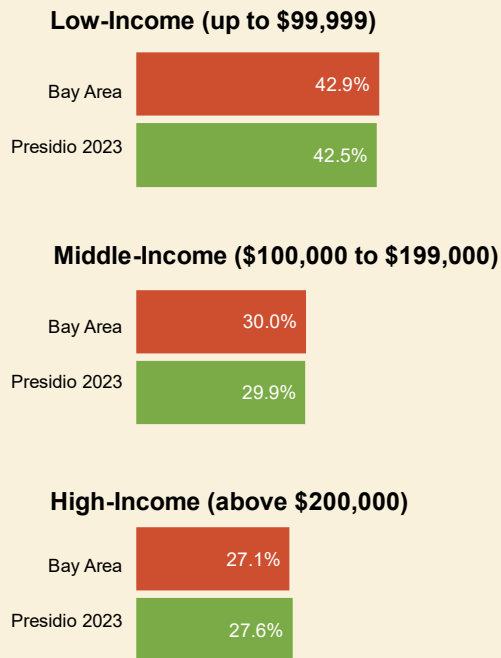 Low-Income (up to $99,999)
Bay Area
42.9%
Presidio 2023
42.5%
Middle-Income ($100,000 to $199,000)
Bay Area
30.0%
Presidio 2023
29.9%
High-Income (above $200,000)
Bay Area
27.1%
Presidio 2023
27.6%